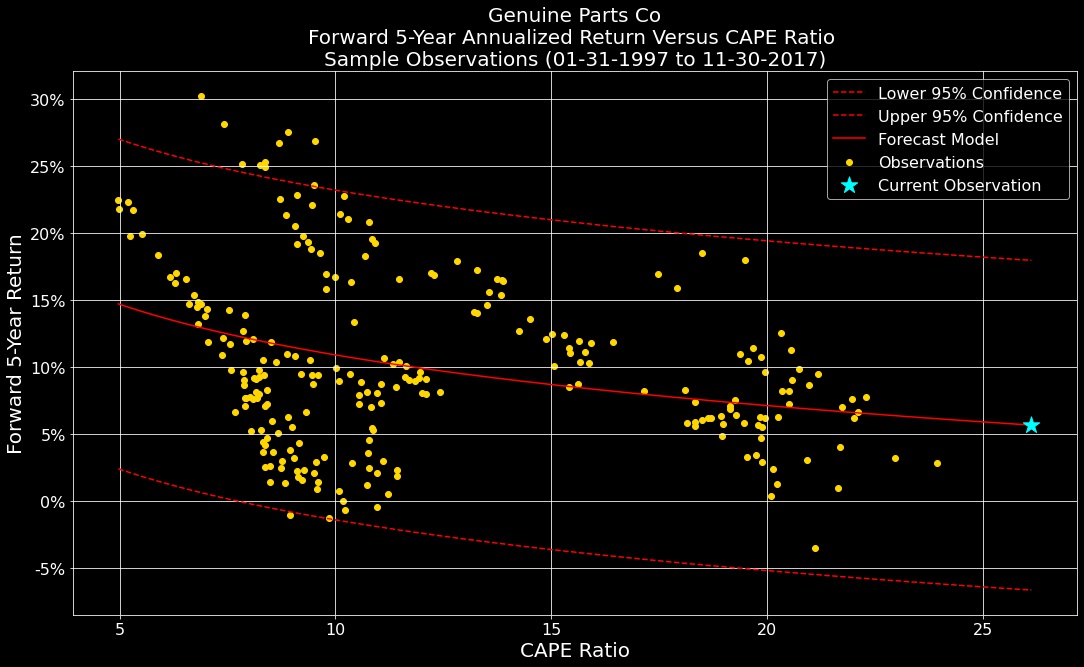 Genuine Parts Co
Forward 5-Year Annualized Return Versus CAPE Ratio
Sample Observations (01-31-1997 to 11-30-2017)
Lower 95% Confidence
Upper 95% Confidence
Forecast Model
Observations
Current Observation
Forward 5-Year Return
30%
25%
20%
15%
10%
5%
0%
-5%
5
10
15
20
25
CAPE Ratio